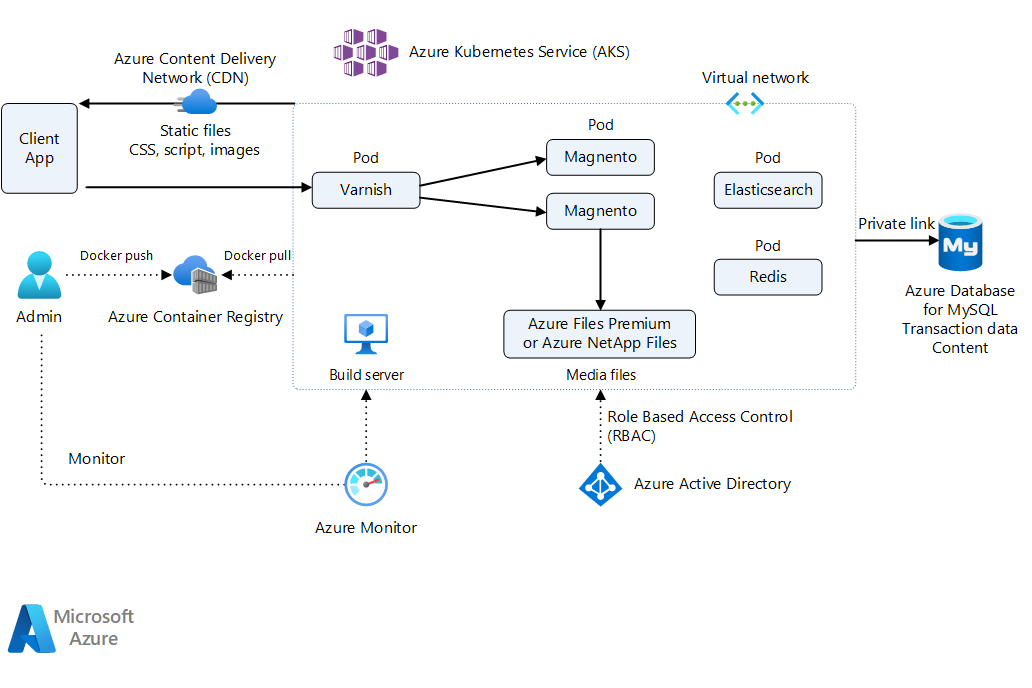 Azure Kubernetes Service (AKS)
Azure Content Delivery
Network (CDN)
Virtual network
Static files
CSS, script, images
Client
App
Pod
Varnish
Pod
Magnento
Magnento
Pod
Elasticsearch
Pod
Redis
Private link
My
Azure Database
for MySQL
Transaction data
Content
Docker push
Docker pull
Admin
Azure Container Registry
Build server
Azure Files Premium
or Azure NetApp Files
Media files
Role Based Access Control
(RBAC)
Monitor
Azure Active Directory
Azure Monitor
Microsoft
Azure